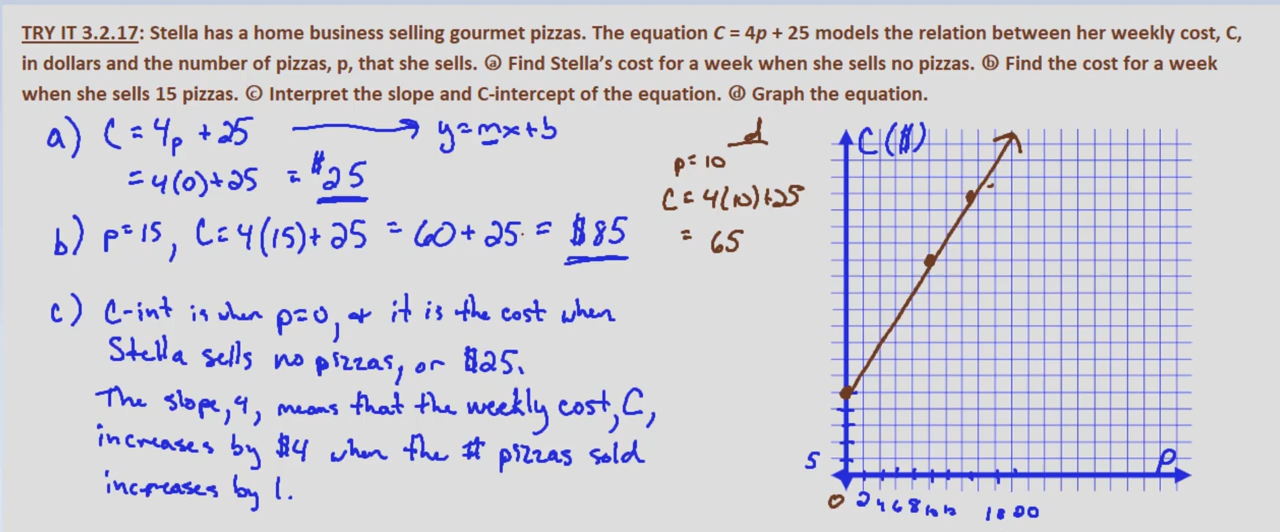 TRY IT 3.2.17: Stella has a home business selling gourmet pizzas. The equation C = 4p + 25 models the relation between her weekly cost, C,
in dollars and the number of pizzas, p, that she sells. ⓐ Find Stella’s cost for a week when she sells no pizzas. ⓑ Find the cost for a week
when she sells 15 pizzas. ⓒ Interpret the slope and C-intercept of the equation. ⓓ Graph the equation.
a) C = 4p + 25 → y = mx + b
= 4(0) + 25 = $25
b) p = 15, C = 4(15) + 25 = 60 + 25 = $85
c) C-int is when p = 0, & it is the cost when
Stella sells no pizzas, or $25.
The slope, 4, means that the weekly cost, C,
increases by $4 when the # pizzas sold
increases by 1.
d
p = 10
C = 4(10) + 25
= 65
C ($)
5
p
0 2 4 6 8 10 12 18 20